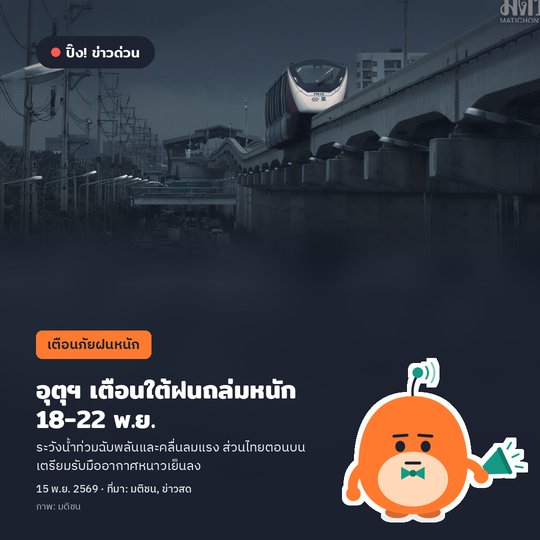 มติชน
MATICHON
ปิ๊ง! ข่าวด่วน
เตือนภัยฝนหนัก
อุตุฯ เตือนใต้ฝนถล่มหนัก
18-22 พ.ย.
ระวังน้ำท่วมฉับพลันและคลื่นลมแรง ส่วนไทยตอนบน
เตรียมรับมืออากาศหนาวเย็นลง
15 พ.ย. 2569 · ที่มา: มติชน, ข่าวสด
ภาพ: มติชน